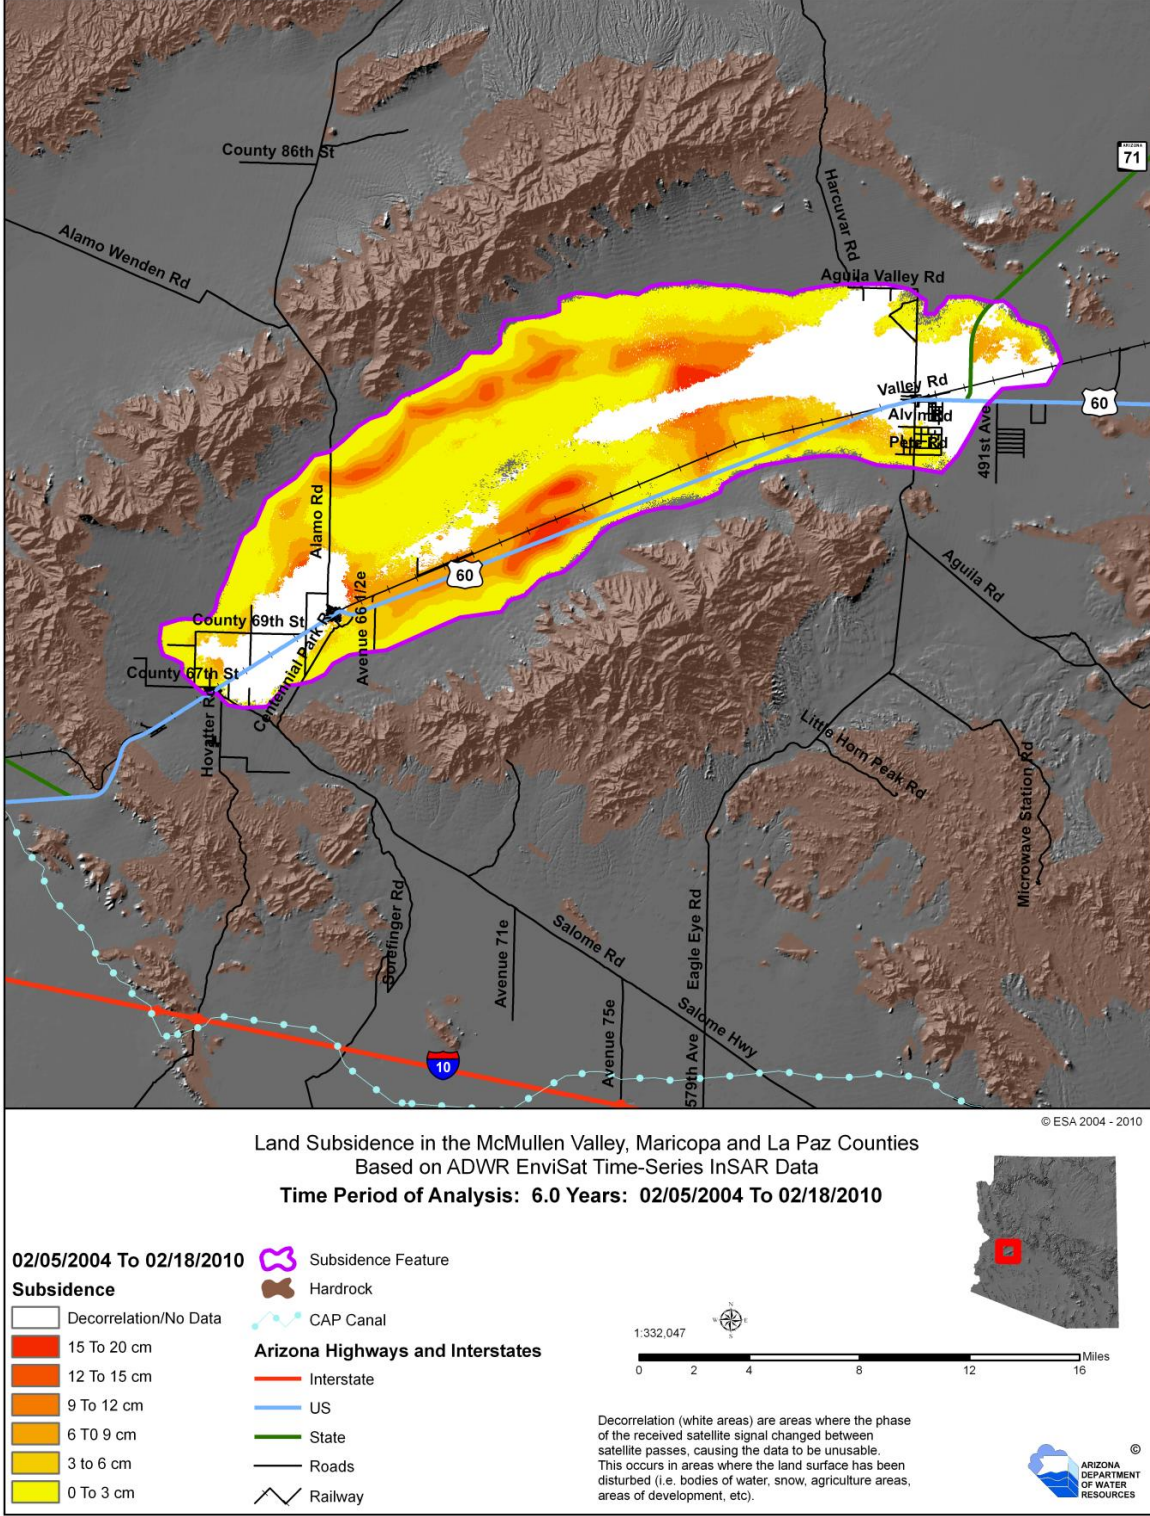 ARIZONA
71
County 86th St
Harcuvar Rd
Alamo Wenden Rd
Aguila Valley Rd
Valley Rd
60
Alvin Rd
Pete Rd
491st Ave
Alamo Rd
Aguila Rd
60
Avenue 66 1/2e
County 69th St
Centennial Park R
County 67th St
Hovatter Rd
Little Horn Peak Rd
Microwave Station Rd
Gorefinger Rd
Eagle Eye Rd
Avenue 71e
Salome Rd
Avenue 75e
Salome Hwy
579th Ave
10
© ESA 2004 - 2010
Land Subsidence in the McMullen Valley, Maricopa and La Paz Counties
Based on ADWR EnviSat Time-Series InSAR Data
Time Period of Analysis: 6.0 Years: 02/05/2004 To 02/18/2010
02/05/2004 To 02/18/2010
Subsidence
Decorrelation/No Data
15 To 20 cm
12 To 15 cm
9 To 12 cm
6 T0 9 cm
3 to 6 cm
0 To 3 cm
Subsidence Feature
Hardrock
CAP Canal
Arizona Highways and Interstates
Interstate
US
State
Roads
Railway
N
W E
S
1:332,047
Miles
0 2 4 8 12 16
Decorrelation (white areas) are areas where the phase
of the received satellite signal changed between
satellite passes, causing the data to be unusable.
This occurs in areas where the land surface has been
disturbed (i.e. bodies of water, snow, agriculture areas,
areas of development, etc).
©
ARIZONA
DEPARTMENT
OF WATER
RESOURCES